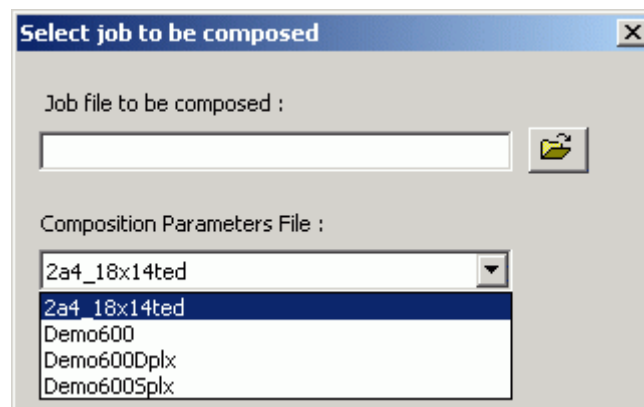 Select job to be composed
Job file to be composed :
Composition Parameters File :
2a4_18x14ted
2a4_18x14ted
Demo600
Demo600Dplx
Demo600Splx